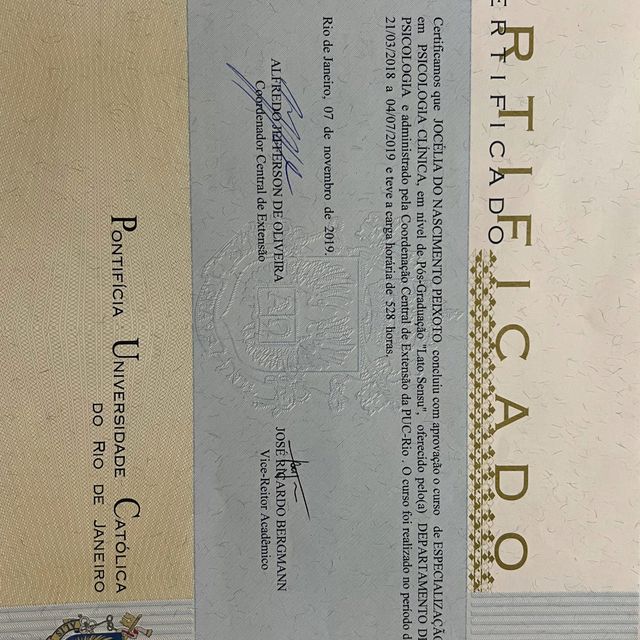 RTIFICADO
ERTIFICADO
Certificamos que JOCÉLIA DO NASCIMENTO PEIXOTO concluiu com aprovação o curso de ESPECIALIZAÇÃ
em PSICOLOGIA CLÍNICA, em nível de Pós-Graduação "Lato Sensu", oferecido pelo(a) DEPARTAMENTO DE
PSICOLOGIA e administrado pela Coordenação Central de Extensão da PUC-Rio . O curso foi realizado no período d
21/03/2018 a 04/07/2019 e teve a carga horária de 528 horas.
Rio de Janeiro, 07 de novembro de 2019.
ALFREDO JEFFERSON DE OLIVEIRA
Coordenador Central de Extensão
JOSÉ RICARDO BERGMANN
Vice-Reitor Acadêmico
PONTIFÍCIA UNIVERSIDADE CATÓLICA
DO RIO DE JANEIRO